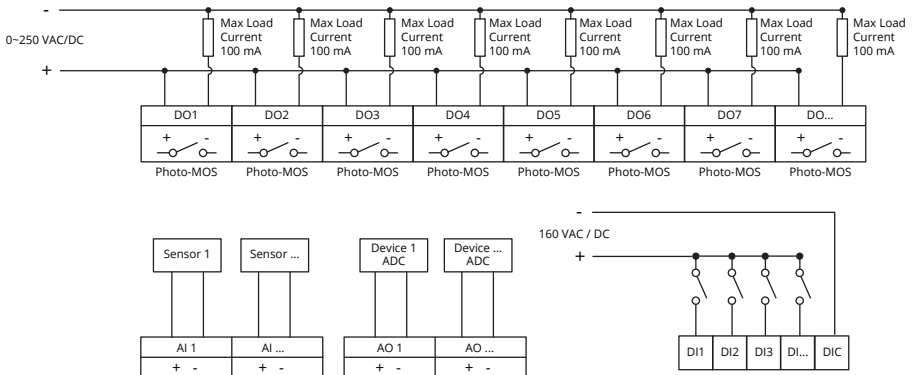 -
Max Load Current 100 mA
Max Load Current 100 mA
Max Load Current 100 mA
Max Load Current 100 mA
Max Load Current 100 mA
Max Load Current 100 mA
Max Load Current 100 mA
Max Load Current 100 mA
0~250 VAC/DC
+
DO1 DO2 DO3 DO4 DO5 DO6 DO7 DO...
+ - + - + - + - + - + - + - + -
Photo-MOS Photo-MOS Photo-MOS Photo-MOS Photo-MOS Photo-MOS Photo-MOS Photo-MOS
Sensor 1
Sensor ...
Device 1
ADC
Device ...
ADC
AI 1 AI ...
+ - + -
AO 1 AO ...
+ - + -
-
160 VAC / DC
+
DI1 DI2 DI3 DI... DIC